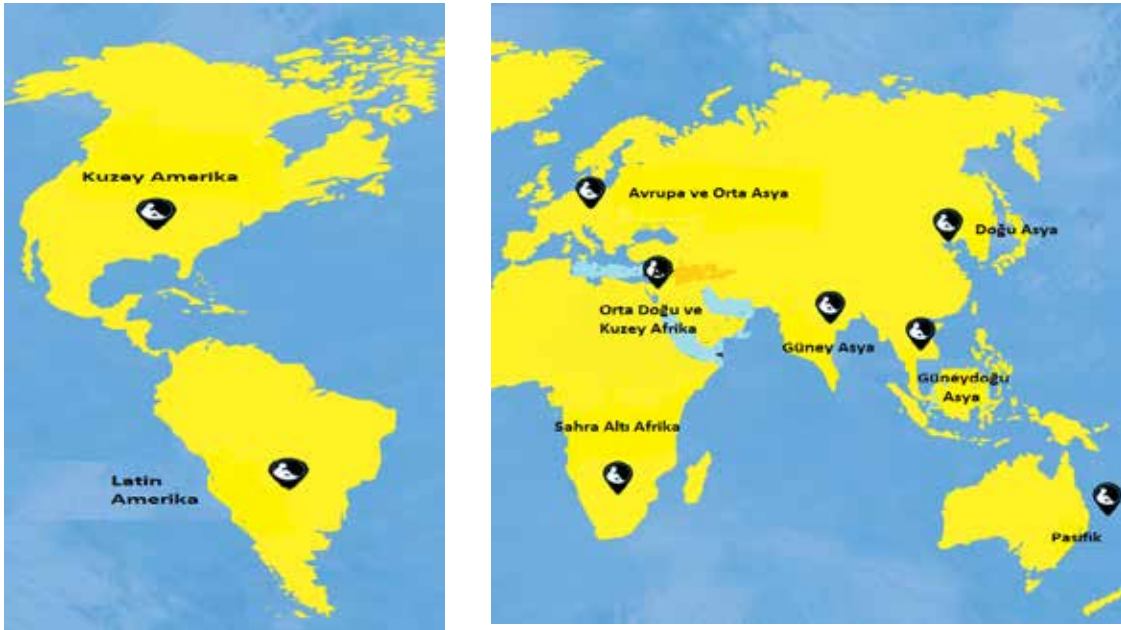 Kuzey Amerika
Latin
Amerika
Avrupa ve Orta Asya
Doğu Asya
Orta Doğu ve
Kuzey Afrika
Güney Asya
Güneydoğu
Asya
Sahra Altı Afrika
Pasifik